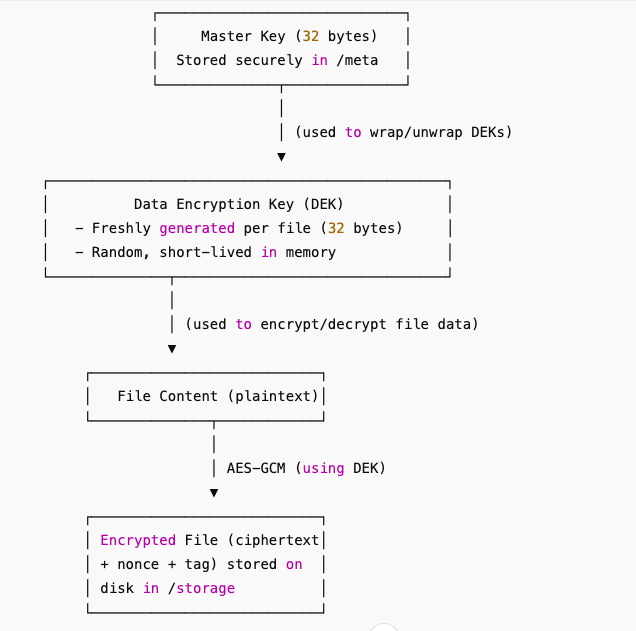 Master Key (32 bytes)
Stored securely in /meta
(used to wrap/unwrap DEKs)
Data Encryption Key (DEK)
- Freshly generated per file (32 bytes)
- Random, short-lived in memory
(used to encrypt/decrypt file data)
File Content (plaintext)
AES-GCM (using DEK)
Encrypted File (ciphertext
+ nonce + tag) stored on
disk in /storage